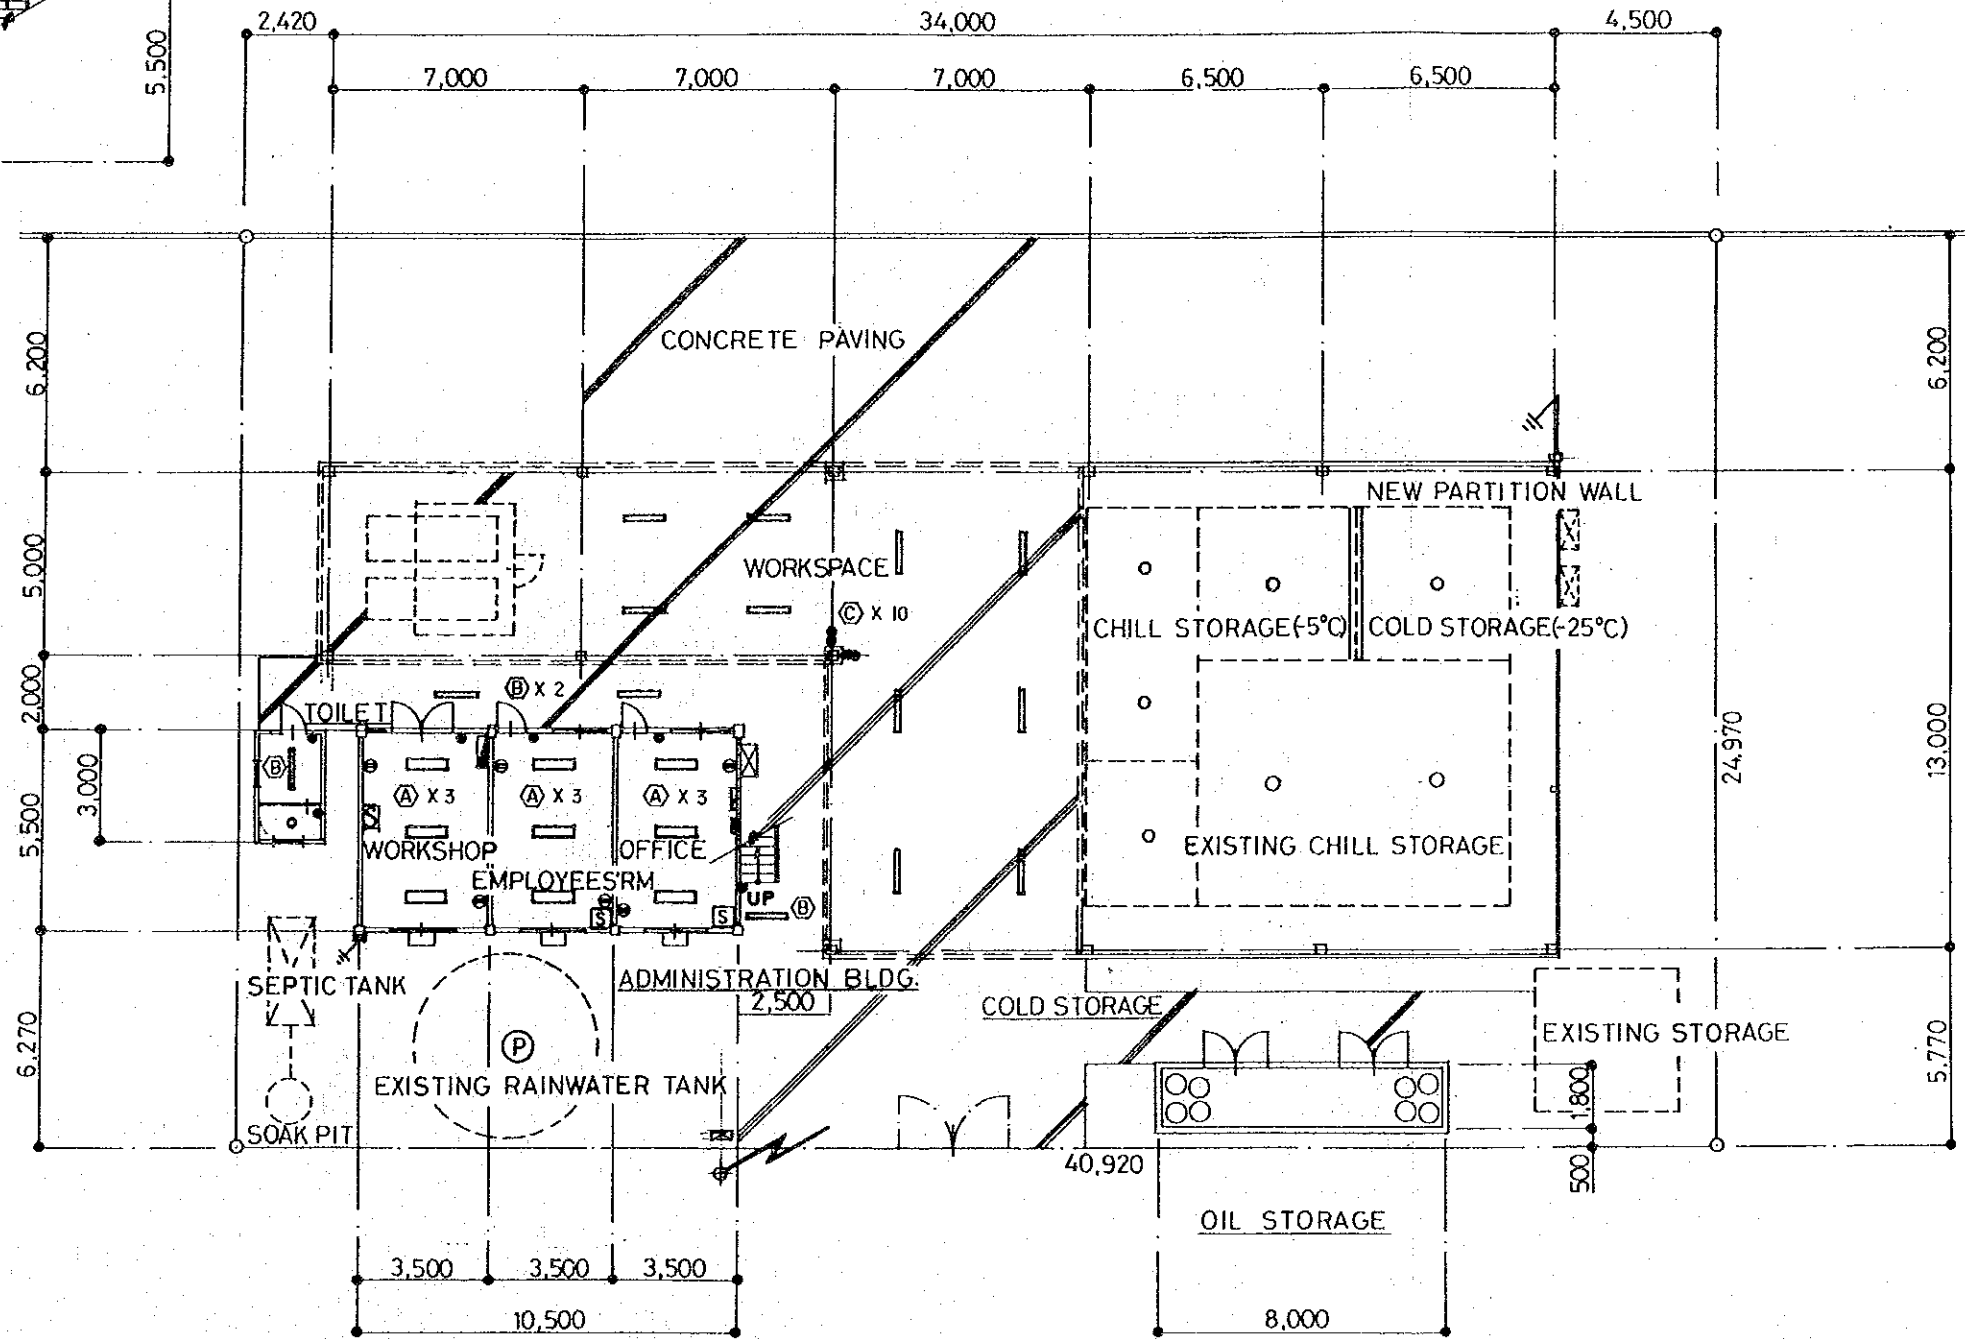 2,420
34,000
4,500
5.500
7,000
7,000
7,000
6,500
6,500
CONCRETE PAVING
6,200
6,200
NEW PARTITION WALL
WORKSPACE
5,000
C X 10
CHILL STORAGE(-5°C)
COLD STORAGE(-25°C)
B X 2
2,000
TOILET
3,000
B
A X 3
A X 3
A X 3
24,970
13,000
5,500
WORKSHOP
OFFICE
EXISTING CHILL STORAGE
EMPLOYEES'RM
UP
S
S
B
SEPTIC TANK
ADMINISTRATION BLDG.
2,500
COLD STORAGE
EXISTING STORAGE
6,270
P
EXISTING RAINWATER TANK
5,770
1,800
SOAK PIT
40,920
500
OIL STORAGE
3,500
3,500
3,500
10,500
8,000